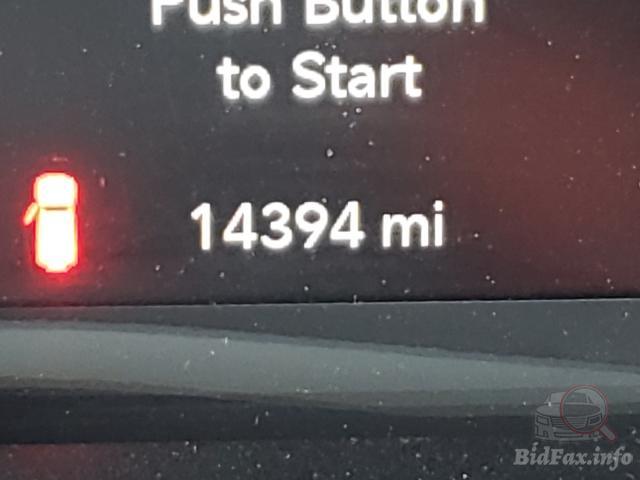 Push Button
to Start
14394 mi
BidFax.info